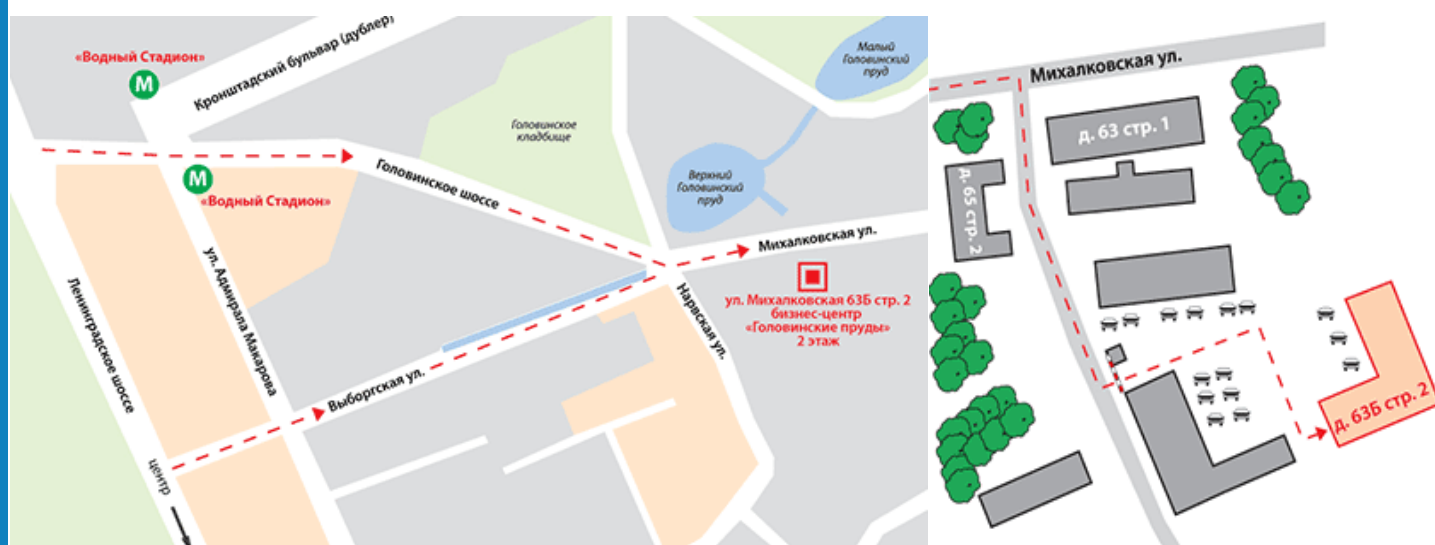 «Водный Стадион»
М
Кронштадский бульвар (дублер)
Малый
Головинский
пруд
Головинское
кладбище
Головинское шоссе
М
«Водный Стадион»
Верхний
Головинский
пруд
Михалковская ул.
ул. Михалковская 63Б стр. 2
бизнес-центр
«Головинские пруды»
2 этаж
Ленинградское шоссе
ул. Адмирала Макарова
Нарвская ул.
Выборгская ул.
центр
Михалковская ул.
д. 63 стр. 1
д. 65 стр. 2
д. 63Б стр. 2